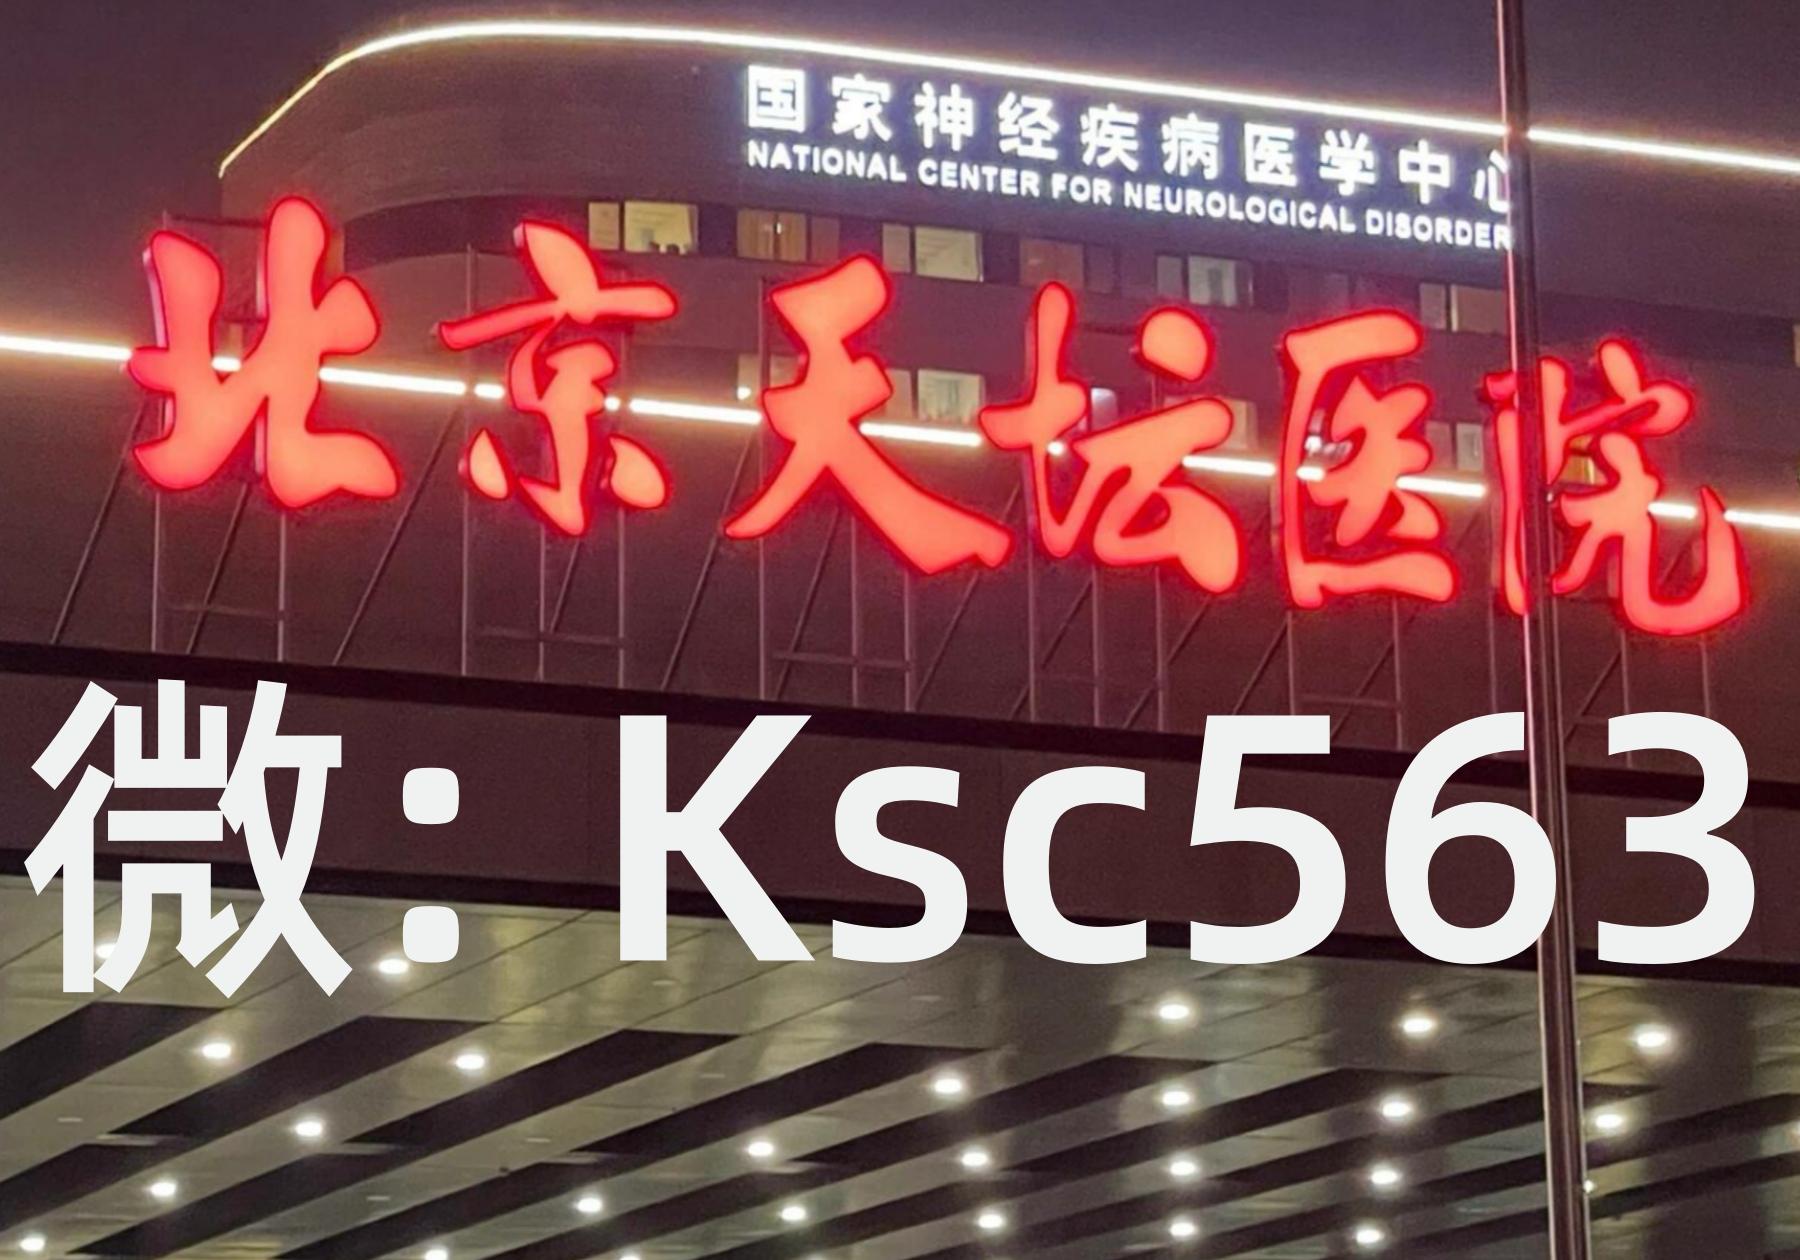 国家神经疾病医学中心
NATIONAL CENTER FOR NEUROLOGICAL DISORDER
北京天坛医院
微：Ksc563